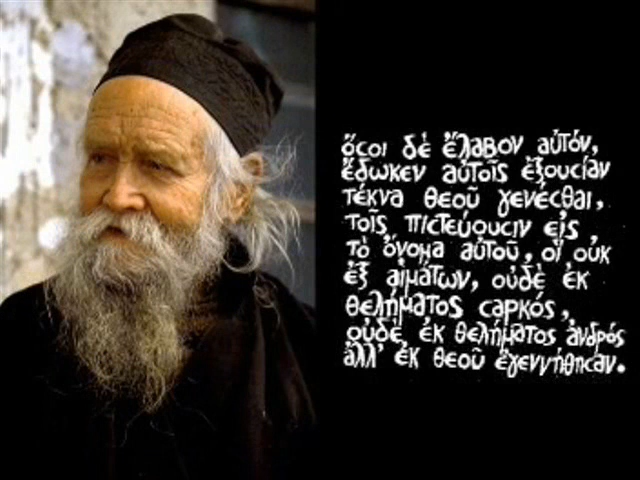 ὅσοι δὲ ἔλαβον αὐτόν,
ἔδωκεν αὐτοῖς ἐξουσίαν
τέκνα θεοῦ γενέσθαι,
τοῖς πιστεύουσιν εἰς
τὸ ὄνομα αὐτοῦ, οἳ οὐκ
ἐξ αἱμάτων, οὐδὲ ἐκ
θελήματος σαρκός,
οὐδὲ ἐκ θελήματος ἀνδρός
ἀλλ' ἐκ θεοῦ ἐγεννήθησαν.